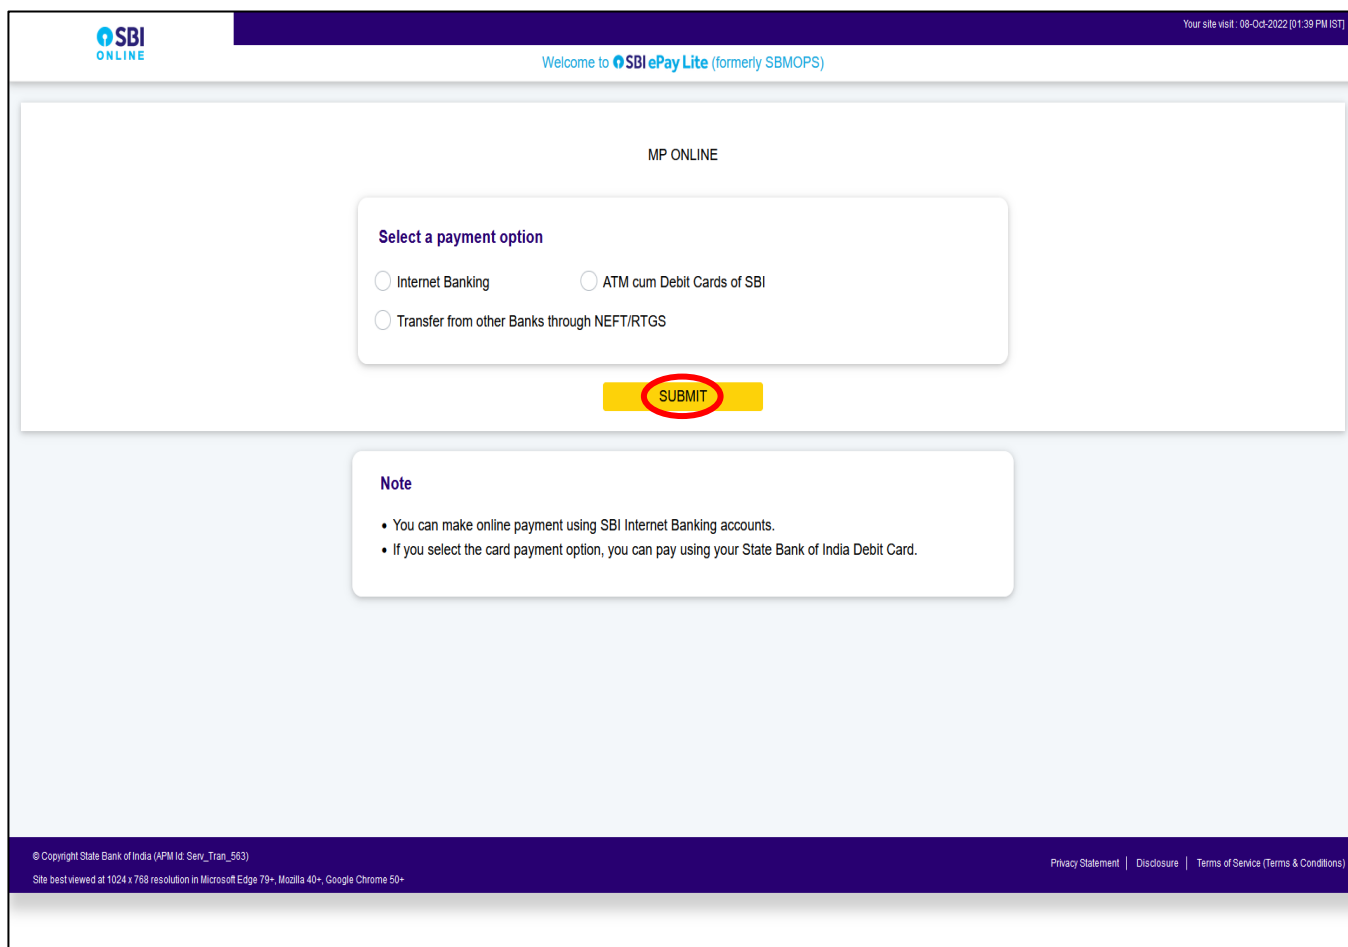 Your site visit : 08-Oct-2022 [01:39 PM IST]
SBI
ONLINE
Welcome to SBI ePay Lite (formerly SBMOPS)
MP ONLINE
Select a payment option
Internet Banking
ATM cum Debit Cards of SBI
Transfer from other Banks through NEFT/RTGS
SUBMIT
Note
• You can make online payment using SBI Internet Banking accounts.
• If you select the card payment option, you can pay using your State Bank of India Debit Card.
© Copyright State Bank of India (APM Id: Serv_Tran_563)
Privacy Statement | Disclosure | Terms of Service (Terms & Conditions)
Site best viewed at 1024 x 768 resolution in Microsoft Edge 79+, Mozilla 40+, Google Chrome 50+